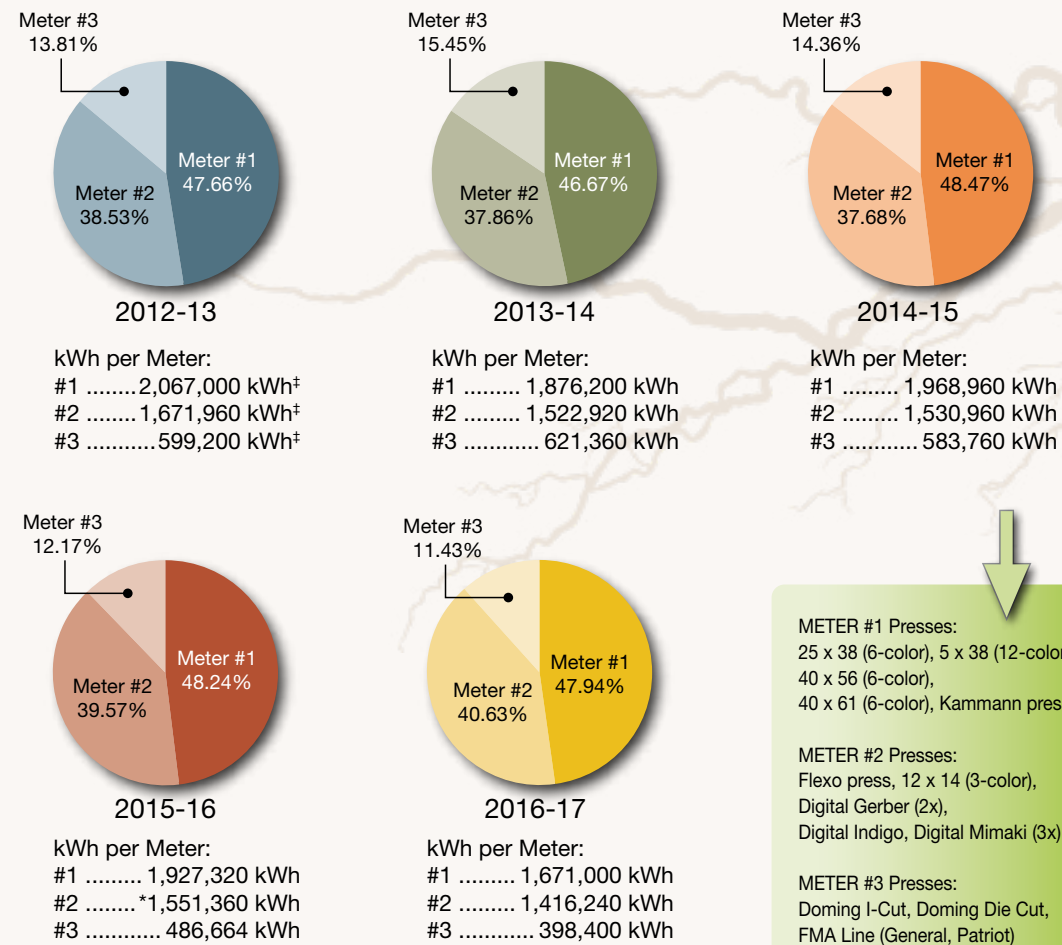 Meter #3
13.81%
Meter #1
47.66%
Meter #2
38.53%
2012-13
kWh per Meter:
#1 ........2,067,000 kWh‡
#2 ........ 1,671,960 kWh‡
#3 ...........599,200 kWh‡
Meter #3
15.45%
Meter #1
46.67%
Meter #2
37.86%
2013-14
kWh per Meter:
#1 ......... 1,876,200 kWh
#2 ......... 1,522,920 kWh
#3 ............ 621,360 kWh
Meter #3
14.36%
Meter #1
48.47%
Meter #2
37.68%
2014-15
kWh per Meter:
#1 ......... 1,968,960 kWh
#2 ......... 1,530,960 kWh
#3 ............ 583,760 kWh
Meter #3
12.17%
Meter #1
48.24%
Meter #2
39.57%
2015-16
kWh per Meter:
#1 ......... 1,927,320 kWh
#2 ........*1,551,360 kWh
#3 ............ 486,664 kWh
Meter #3
11.43%
Meter #1
47.94%
Meter #2
40.63%
2016-17
kWh per Meter:
#1 ......... 1,671,000 kWh
#2 ......... 1,416,240 kWh
#3 ............ 398,400 kWh
METER #1 Presses:
25 x 38 (6-color), 5 x 38 (12-color
40 x 56 (6-color),
40 x 61 (6-color), Kammann pres
METER #2 Presses:
Flexo press, 12 x 14 (3-color),
Digital Gerber (2x),
Digital Indigo, Digital Mimaki (3x)
METER #3 Presses:
Doming I-Cut, Doming Die Cut,
FMA Line (General, Patriot)